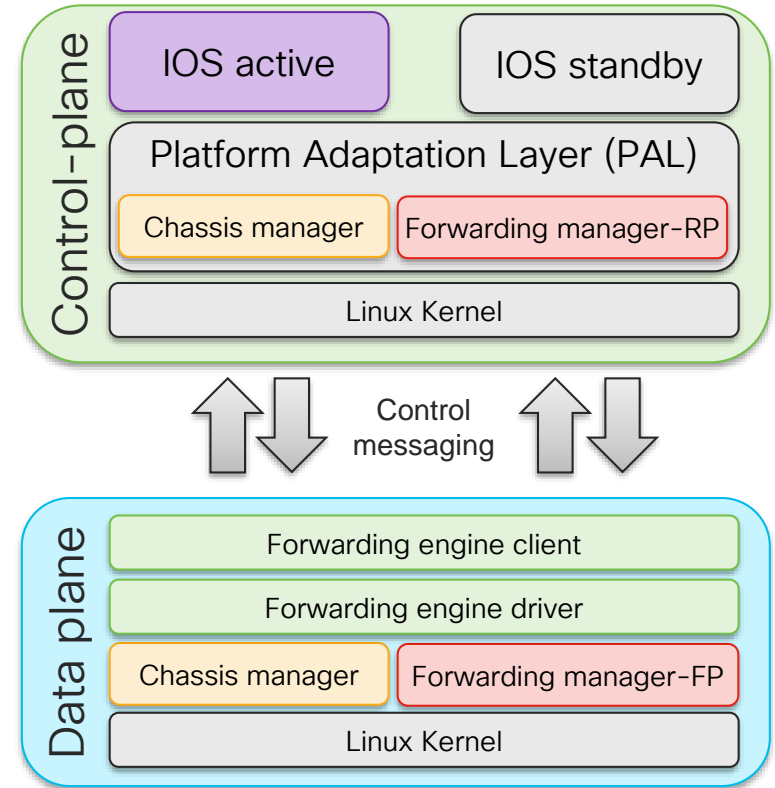 Control-plane
IOS active
IOS standby
Platform Adaptation Layer (PAL)
Chassis manager
Forwarding manager-RP
Linux Kernel
Control
messaging
Data plane
Forwarding engine client
Forwarding engine driver
Chassis manager
Forwarding manager-FP
Linux Kernel